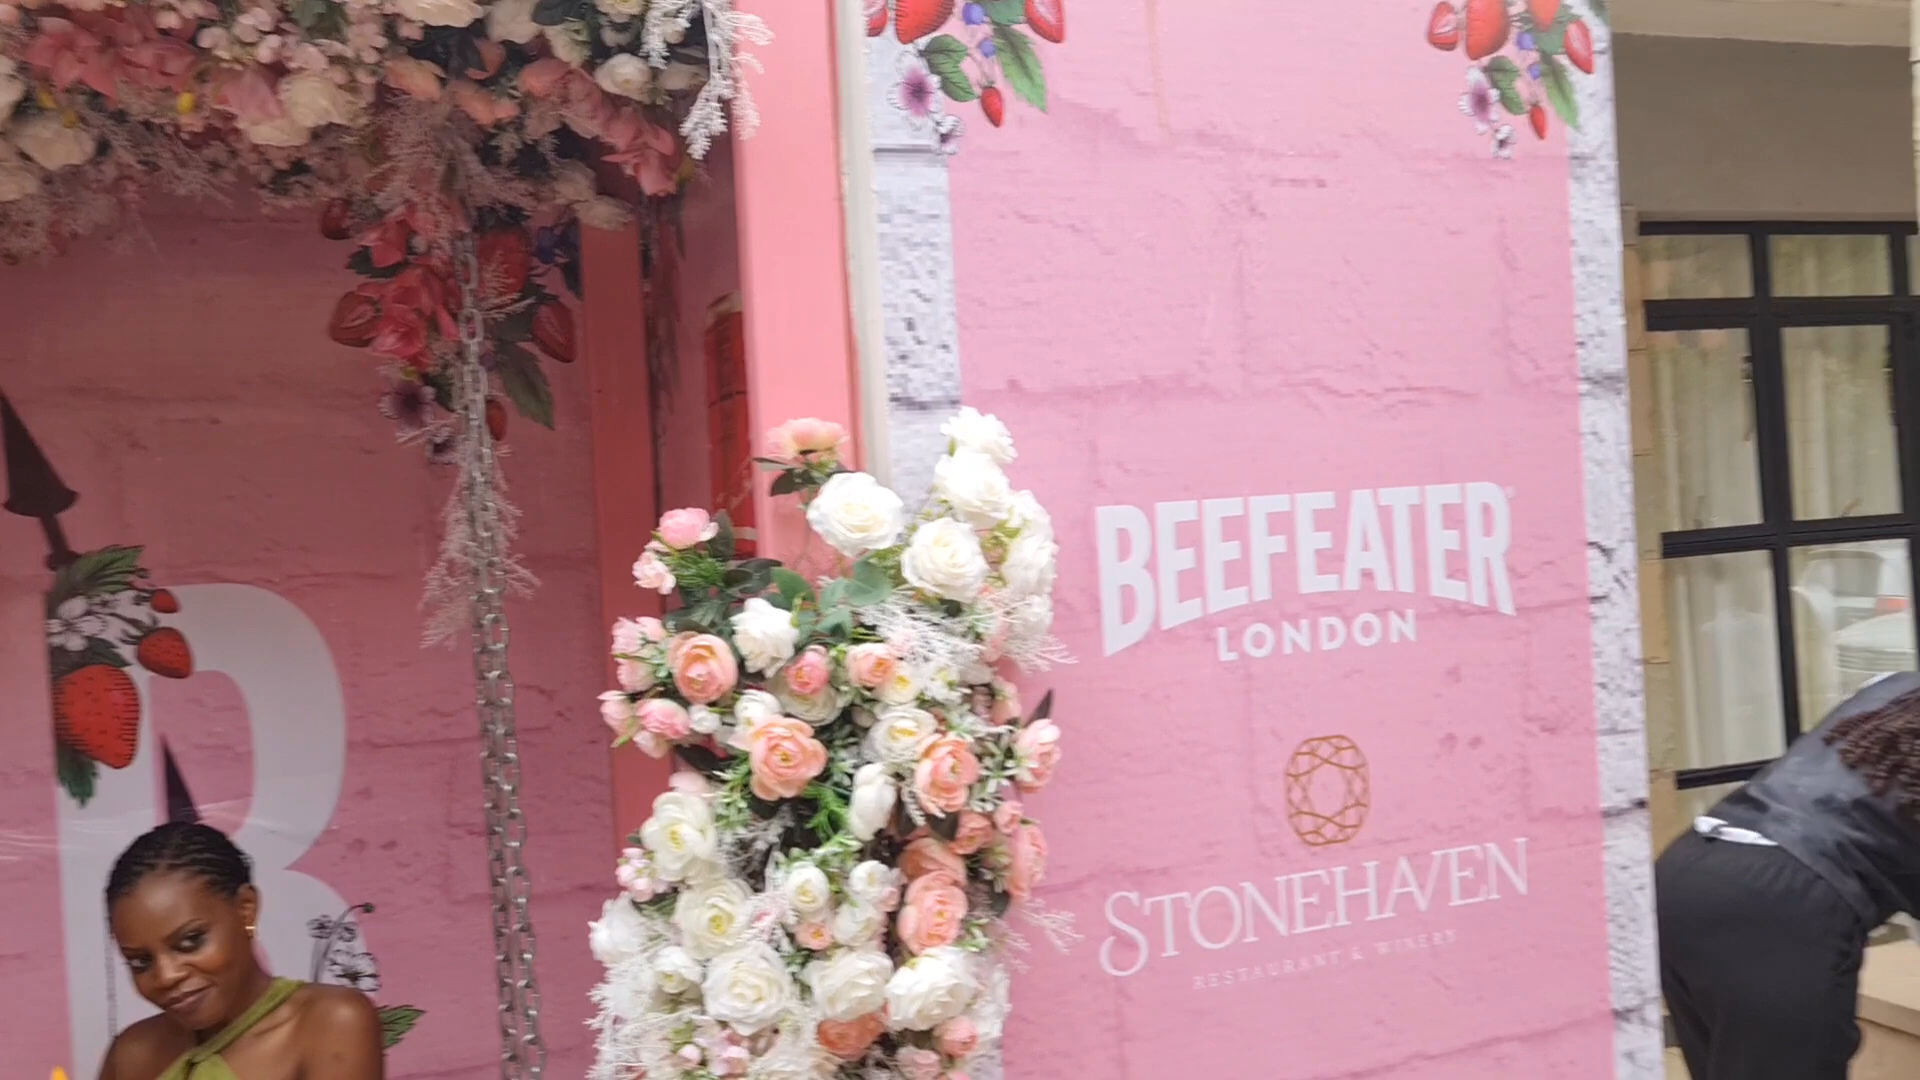 B
BEEFEATER
LONDON
STONEHAVEN
RESTAURANT & WINERY